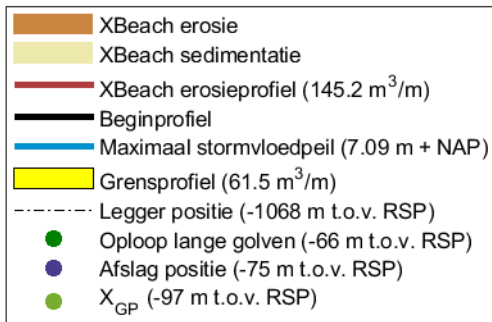 XBeach erosie
XBeach sedimentatie
XBeach erosieprofiel (145.2 m³/m)
Beginprofiel
Maximaal stormvloedpeil (7.09 m + NAP)
Grensprofiel (61.5 m³/m)
Legger positie (-1068 m t.o.v. RSP)
Oploop lange golven (-66 m t.o.v. RSP)
Afslag positie (-75 m t.o.v. RSP)
X_GP (-97 m t.o.v. RSP)